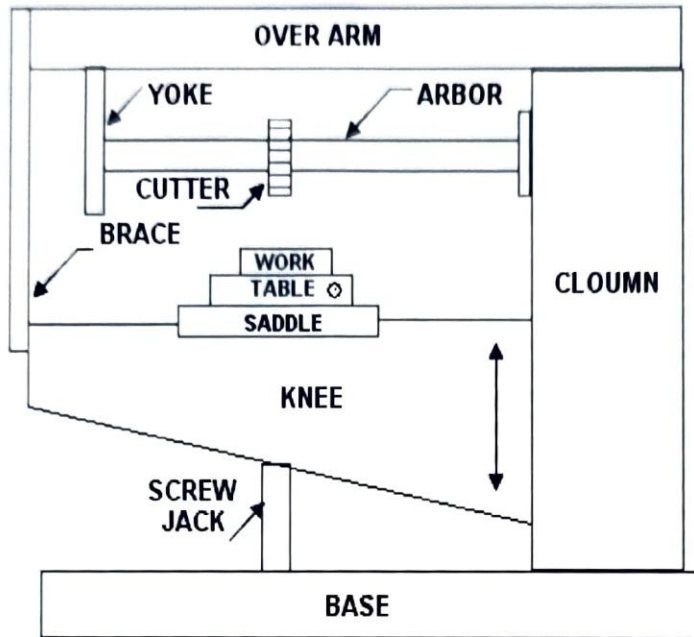 OVER ARM
YOKE
ARBOR
CUTTER
BRACE
WORK
TABLE
SADDLE
CLOUMN
KNEE
SCREW
JACK
BASE